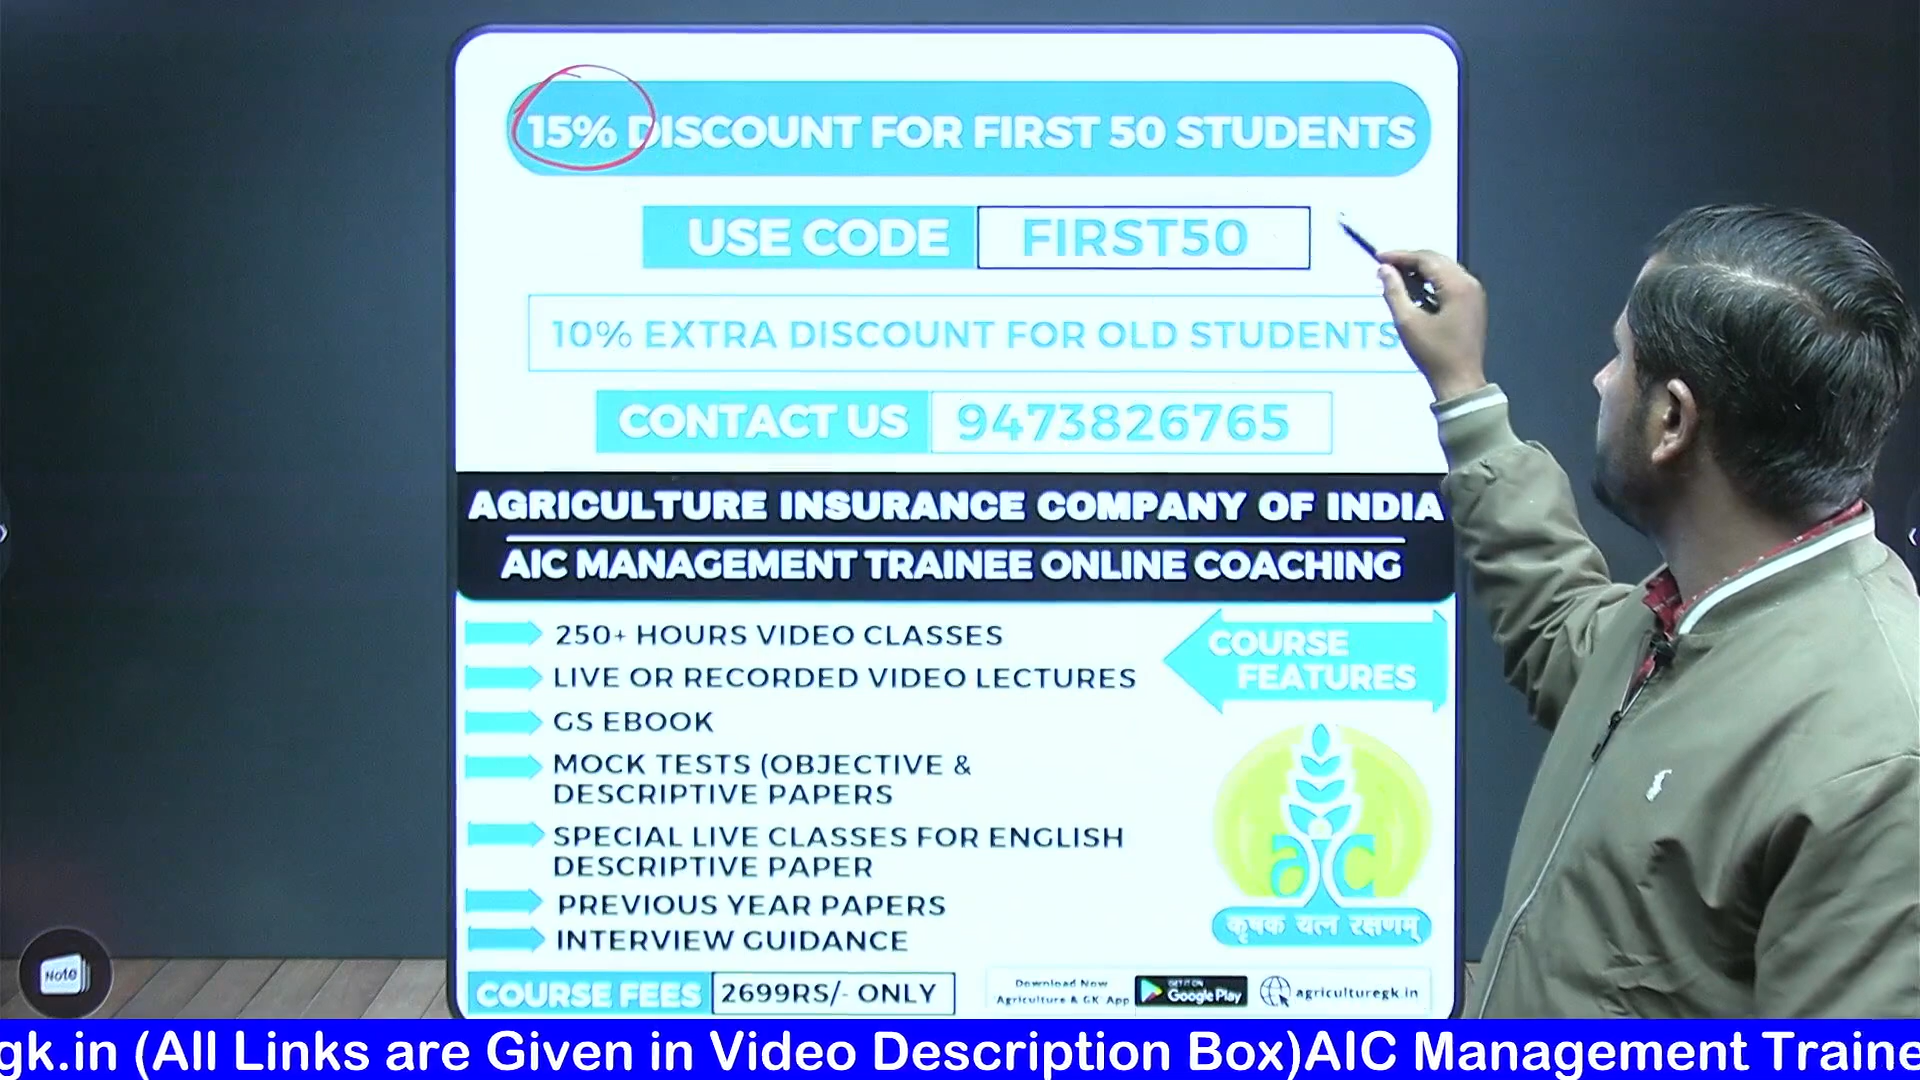 15% DISCOUNT FOR FIRST 50 STUDENTS
USE CODE FIRST50
10% EXTRA DISCOUNT FOR OLD STUDENTS
CONTACT US 9473826765
AGRICULTURE INSURANCE COMPANY OF INDIA
AIC MANAGEMENT TRAINEE ONLINE COACHING
250+ HOURS VIDEO CLASSES
LIVE OR RECORDED VIDEO LECTURES
GS EBOOK
MOCK TESTS (OBJECTIVE &
DESCRIPTIVE PAPERS
SPECIAL LIVE CLASSES FOR ENGLISH
DESCRIPTIVE PAPER
PREVIOUS YEAR PAPERS
INTERVIEW GUIDANCE
COURSE
FEATURES
aic
कृषक यत्न रक्षणम्
COURSE FEES 2699RS/- ONLY
Download Now
Agriculture & GK App
GET IT ON
Google Play
agriculturegk.in
Note
gk.in (All Links are Given in Video Description Box)AIC Management Traine